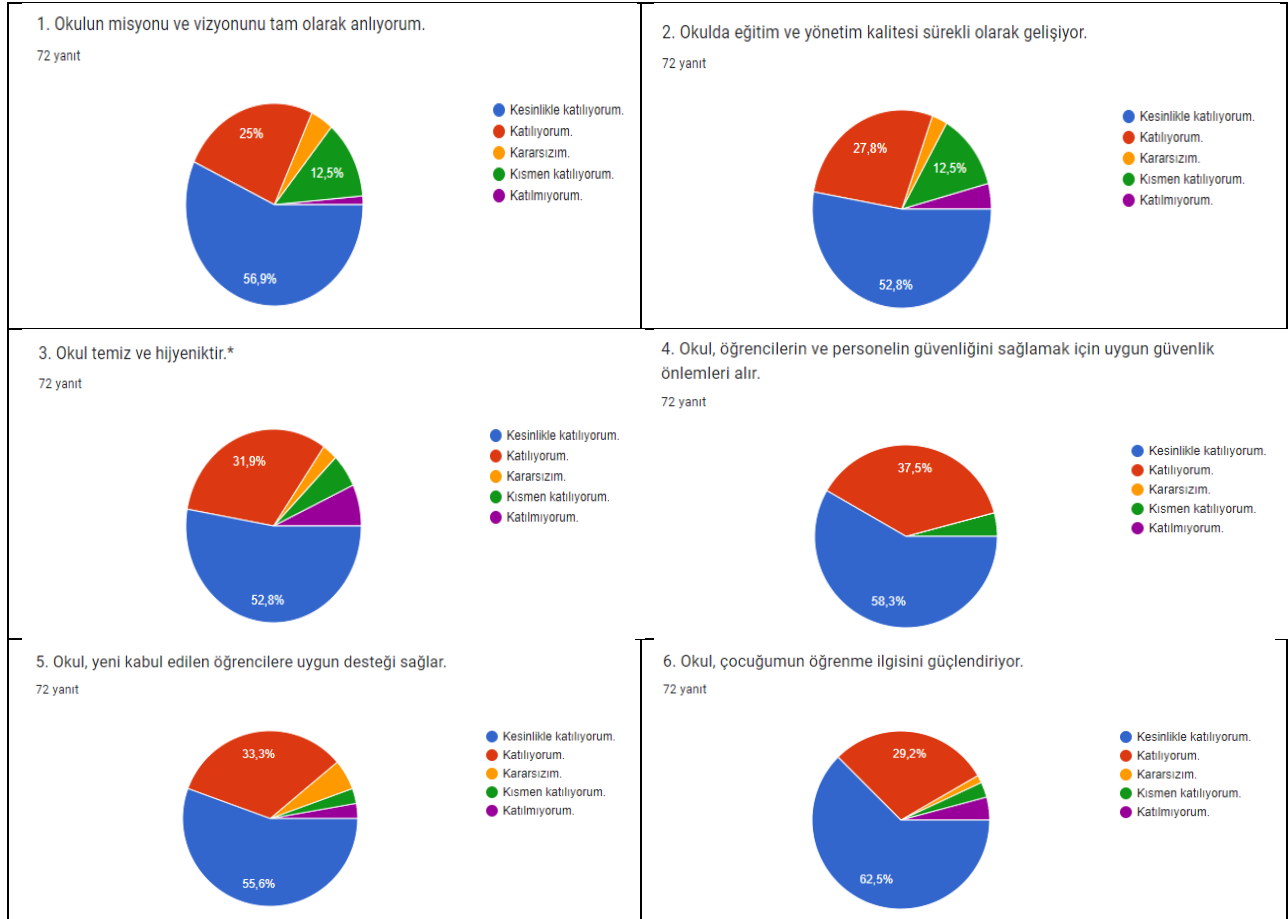 1. Okulun misyonu ve vizyonunu tam olarak anlıyorum.
72 yanıt
25%
12,5%
56,9%
Kesinlikle katılıyorum.
Katılıyorum.
Kararsızım.
Kısmen katılıyorum.
Katılmıyorum.
2. Okulda eğitim ve yönetim kalitesi sürekli olarak gelişiyor.
72 yanıt
27,8%
12,5%
52,8%
Kesinlikle katılıyorum.
Katılıyorum.
Kararsızım.
Kısmen katılıyorum.
Katılmıyorum.
3. Okul temiz ve hijyeniktir.*
72 yanıt
31,9%
52,8%
Kesinlikle katılıyorum.
Katılıyorum.
Kararsızım.
Kısmen katılıyorum.
Katılmıyorum.
4. Okul, öğrencilerin ve personelin güvenliğini sağlamak için uygun güvenlik
önlemleri alır.
72 yanıt
37,5%
58,3%
Kesinlikle katılıyorum.
Katılıyorum.
Kararsızım.
Kısmen katılıyorum.
Katılmıyorum.
5. Okul, yeni kabul edilen öğrencilere uygun desteği sağlar.
72 yanıt
33,3%
55,6%
Kesinlikle katılıyorum.
Katılıyorum.
Kararsızım.
Kısmen katılıyorum.
Katılmıyorum.
6. Okul, çocuğumun öğrenme ilgisini güçlendiriyor.
72 yanıt
29,2%
62,5%
Kesinlikle katılıyorum.
Katılıyorum.
Kararsızım.
Kısmen katılıyorum.
Katılmıyorum.